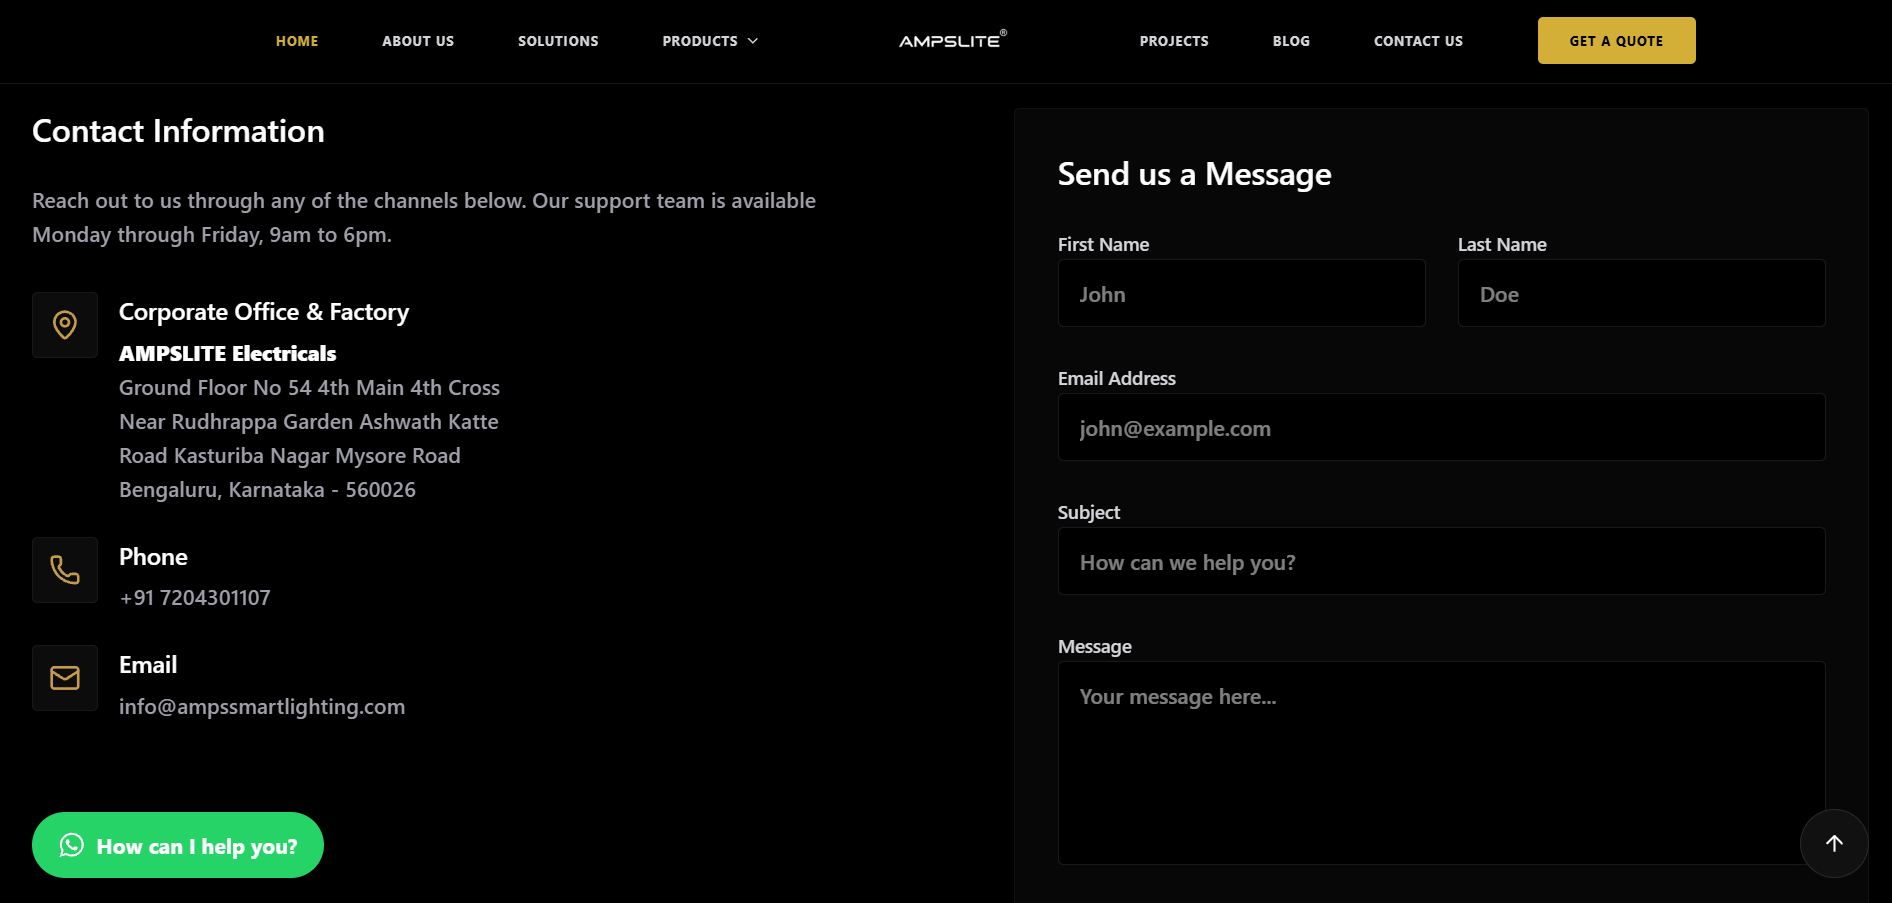 HOME
ABOUT US
SOLUTIONS
PRODUCTS
AMPSLITE®
PROJECTS
BLOG
CONTACT US
GET A QUOTE
Contact Information
Reach out to us through any of the channels below. Our support team is available
Monday through Friday, 9am to 6pm.
Corporate Office & Factory
AMPSLITE Electricals
Ground Floor No 54 4th Main 4th Cross
Near Rudhrappa Garden Ashwath Katte
Road Kasturiba Nagar Mysore Road
Bengaluru, Karnataka - 560026
Phone
+91 7204301107
Email
info@ampssmartlighting.com
How can I help you?
Send us a Message
First Name
John
Last Name
Doe
Email Address
john@example.com
Subject
How can we help you?
Message
Your message here...